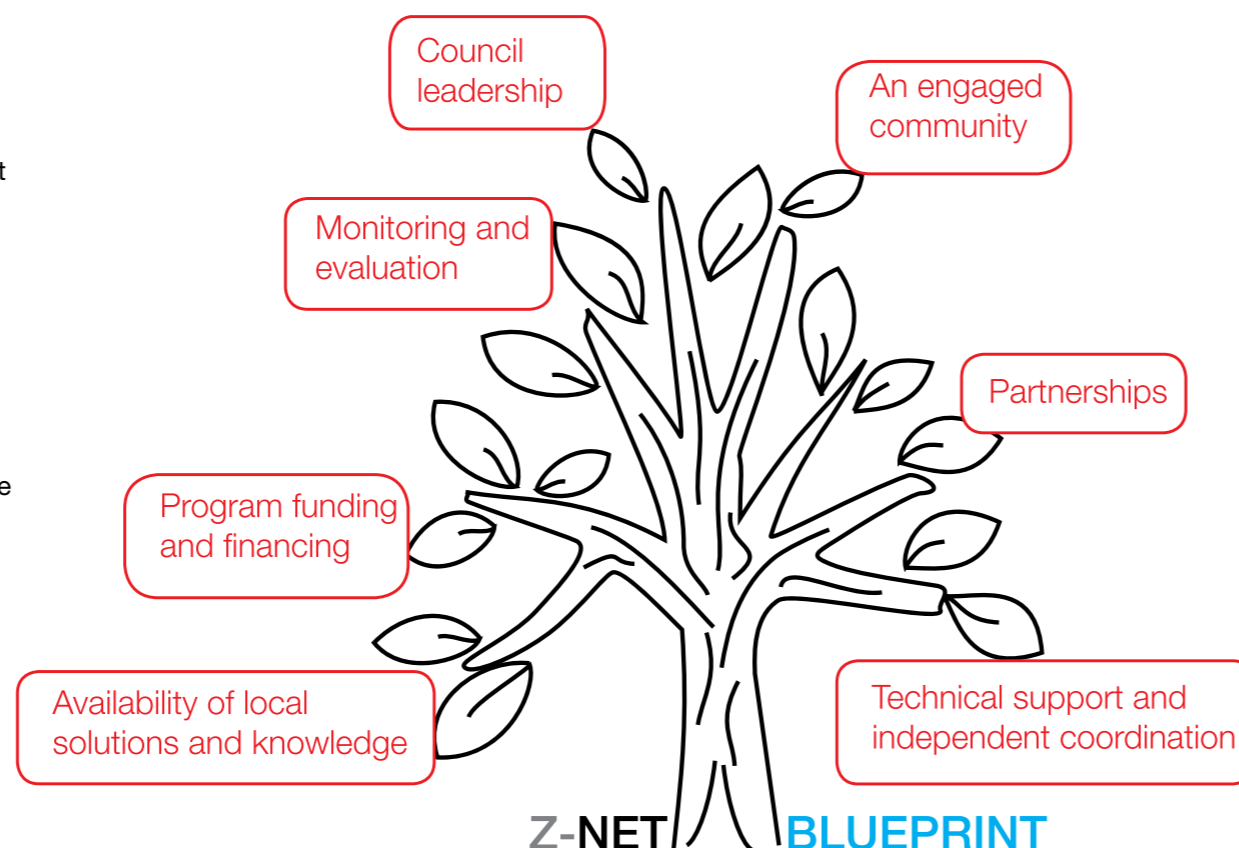 Council
leadership
An engaged
community
t
Monitoring and
evaluation
Partnerships
e
Program funding
and financing
Availability of local
solutions and knowledge
Technical support and
independent coordination
Z-NET BLUEPRINT